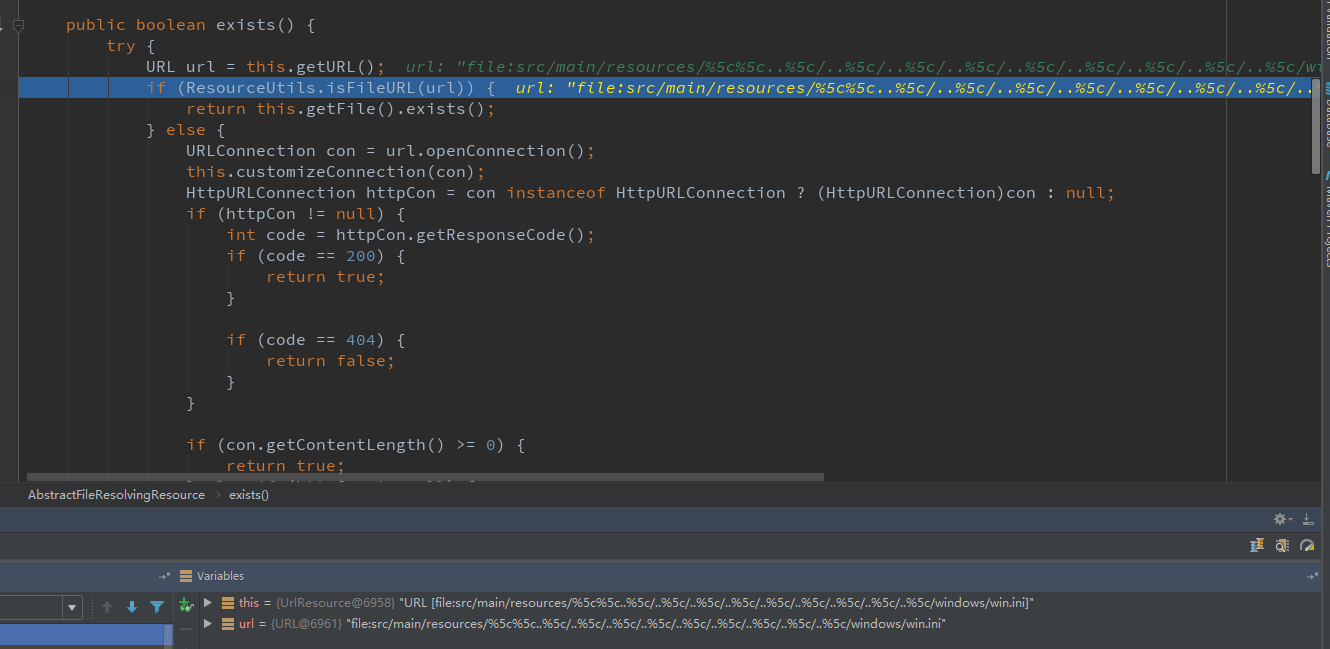 public boolean exists() {
try {
URL url = this.getURL(); url: "file:src/main/resources/%5c%5c..%5c/..%5c/..%5c/..%5c/..%5c/..%5c/..%5c/..%5c/..%5c/wi
if (ResourceUtils.isFileURL(url)) { url: "file:src/main/resources/%5c%5c..%5c/..%5c/..%5c/..%5c/..%5c/..%5c/..%5c/..
return this.getFile().exists();
} else {
URLConnection con = url.openConnection();
this.customizeConnection(con);
HttpURLConnection httpCon = con instanceof HttpURLConnection ? (HttpURLConnection)con : null;
if (httpCon != null) {
int code = httpCon.getResponseCode();
if (code == 200) {
return true;
}
if (code == 404) {
return false;
}
}
if (con.getContentLength() >= 0) {
return true;
AbstractFileResolvingResource › exists()
Variables
this = {UrlResource@6958} "URL [file:src/main/resources/%5c%5c..%5c/..%5c/..%5c/..%5c/..%5c/..%5c/..%5c/..%5c/..%5c/windows/win.ini]"
url = {URL@6961} "file:src/main/resources/%5c%5c..%5c/..%5c/..%5c/..%5c/..%5c/..%5c/..%5c/..%5c/..%5c/windows/win.ini"